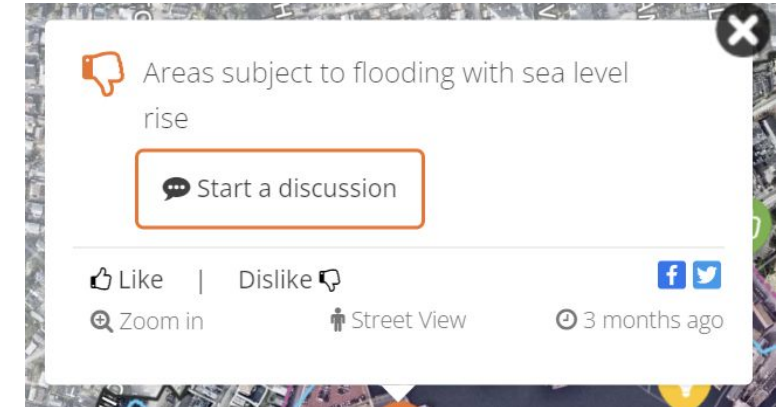 Areas subject to flooding with sea level
rise
Start a discussion
Like | Dislike
Zoom in Street View 3 months ago